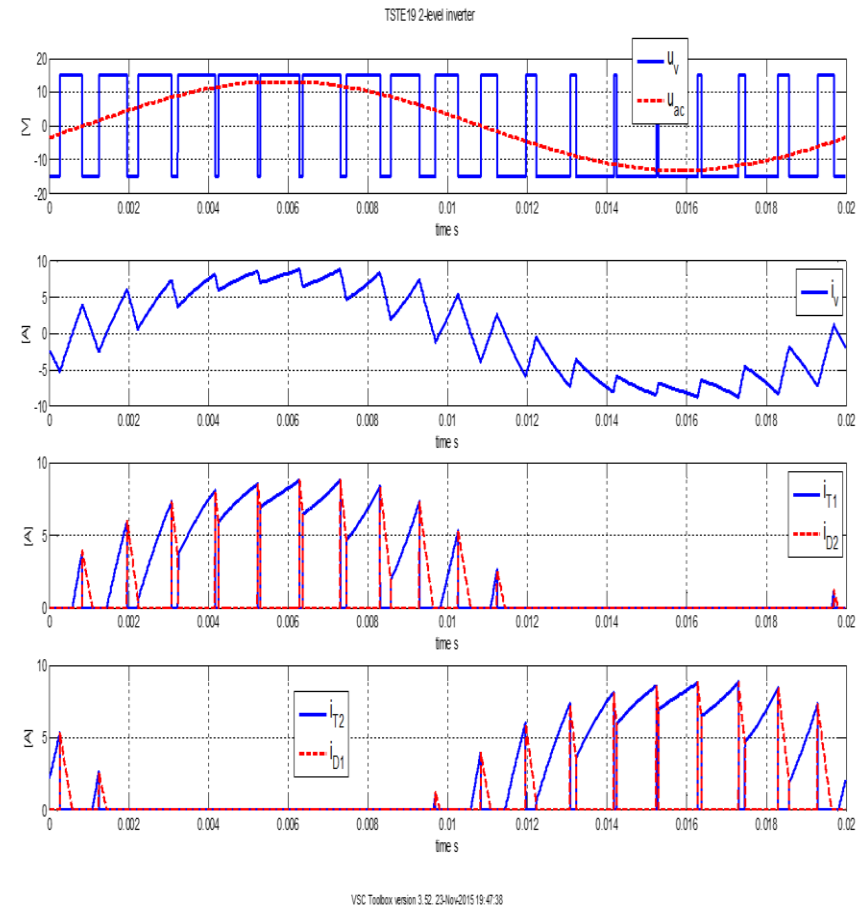 TSTE19 2-level inverter
20
10
0
-10
-20
[V]
u_v
u_ac
0 0.002 0.004 0.006 0.008 0.01 0.012 0.014 0.016 0.018 0.02
time s
10
5
0
-5
-10
[A]
i_v
0 0.002 0.004 0.006 0.008 0.01 0.012 0.014 0.016 0.018 0.02
time s
10
5
0
[A]
i_T1
i_D2
0 0.002 0.004 0.006 0.008 0.01 0.012 0.014 0.016 0.018 0.02
time s
10
5
0
[A]
i_T2
i_D1
0 0.002 0.004 0.006 0.008 0.01 0.012 0.014 0.016 0.018 0.02
time s
VSC Toolbox version 3.52. 23-Nov-2015 19:47:38